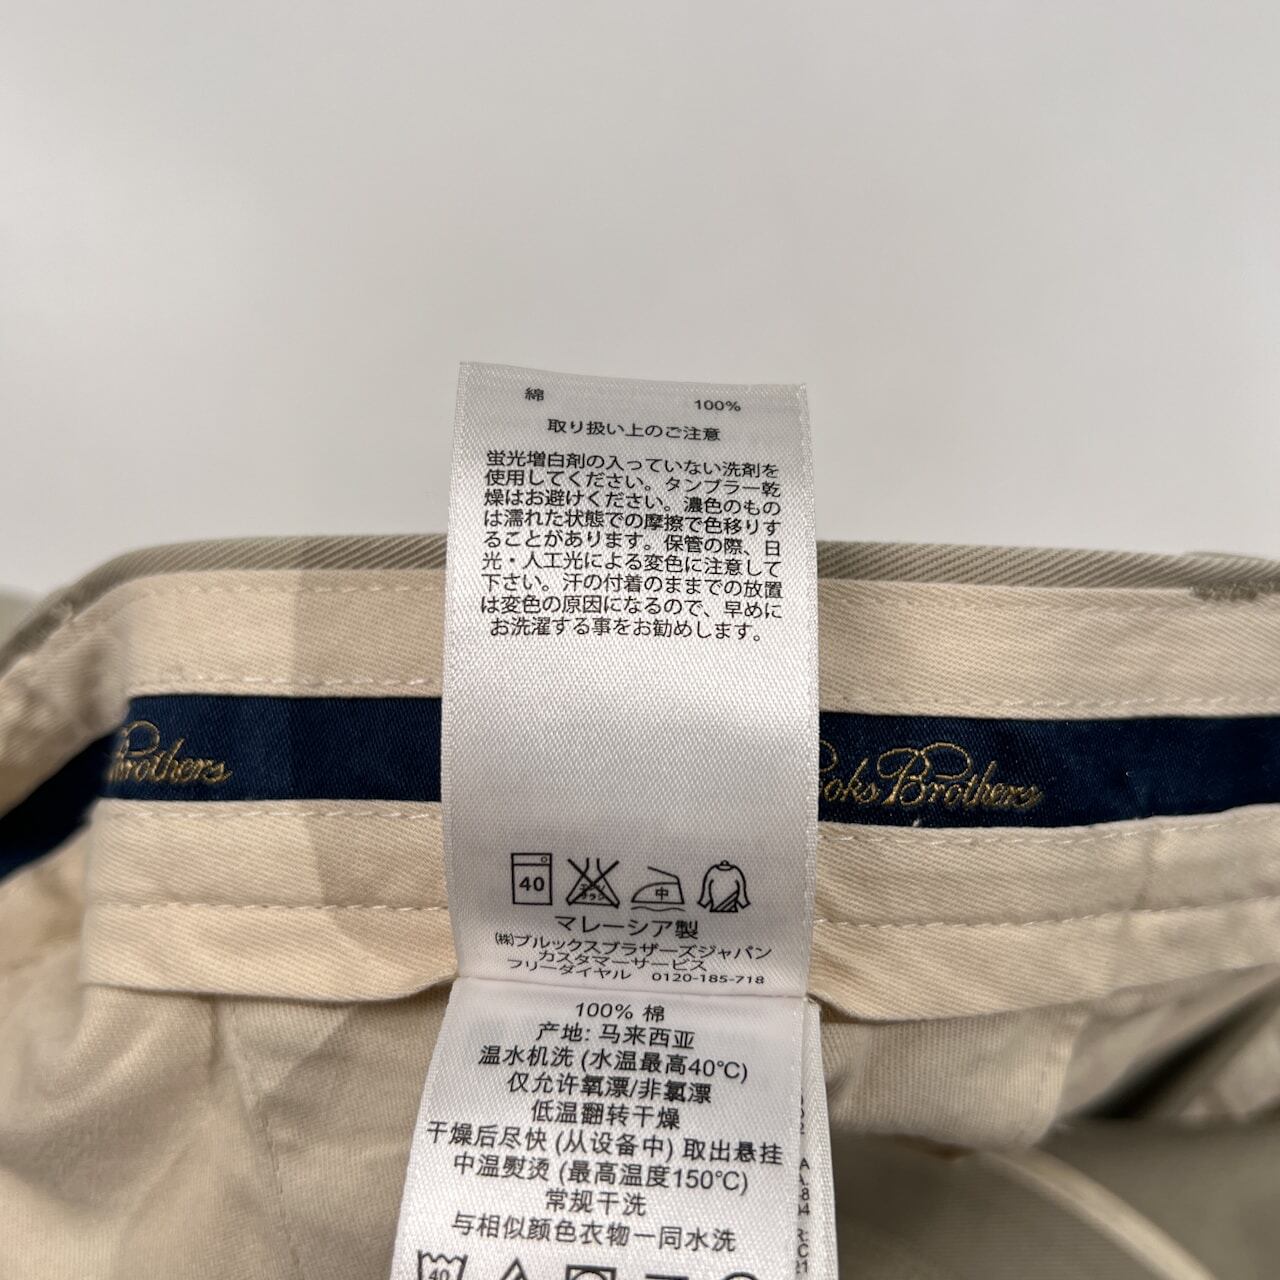 綿 100%
取り扱い上のご注意
蛍光増白剤の入っていない洗剤を
使用してください。タンブラー乾
燥はお避けください。濃色のもの
は濡れた状態での摩擦で色移りす
ることがあります。保管の際、日
光・人工光による変色に注意して
下さい。汗の付着のままでの放置
は変色の原因になるので、早めに
お洗濯する事をお勧めします。
Brothers
oks Brothers
40 中
マレーシア製
㈱ブルックスブラザーズジャパン
カスタマーサービス
フリーダイヤル 0120-185-718
100% 棉
产地: 马来西亚
温水机洗 (水温最高40℃)
仅允许氧漂/非氯漂
低温翻转干燥
干燥后尽快 (从设备中) 取出悬挂
中温熨烫 (最高温度150℃)
常规干洗
与相似颜色衣物一同水洗
40